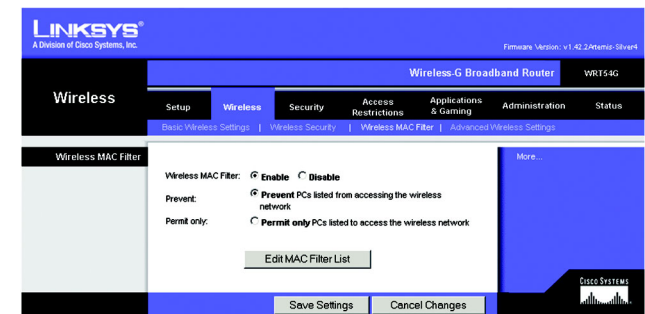 LINKSYS®
A Division of Cisco Systems, Inc.
Firmware Version: v1.42.2Artemis-Silver4
Wireless-G Broadband Router WRT54G
Wireless
Setup Wireless Security Access Restrictions Applications & Gaming Administration Status
Basic Wireless Settings | Wireless Security | Wireless MAC Filter | Advanced Wireless Settings
Wireless MAC Filter
More...
Wireless MAC Filter: Enable Disable
Prevent: Prevent PCs listed from accessing the wireless
network
Permit only: Permit only PCs listed to access the wireless network
Edit MAC Filter List
CISCO SYSTEMS
Save Settings Cancel Changes